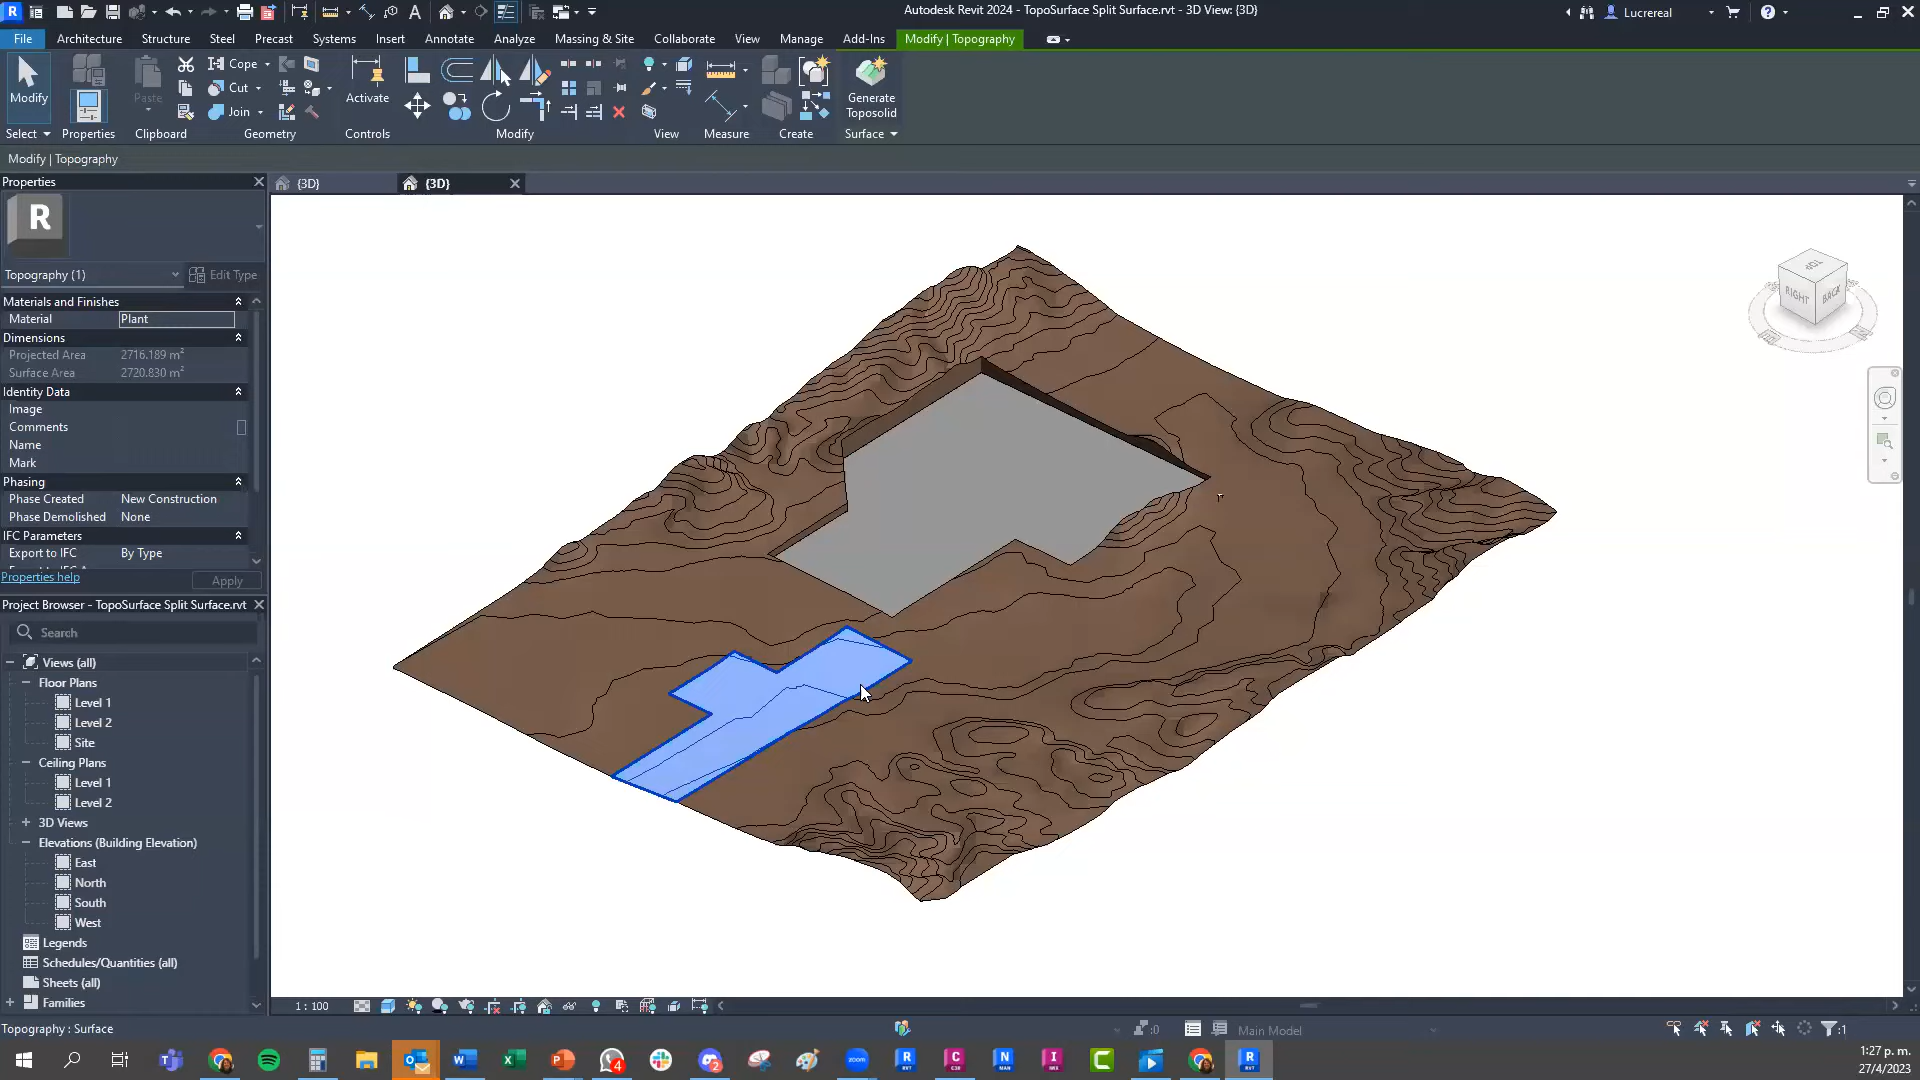 Autodesk Revit 2024 - TopoSurface Split Surface.rvt - 3D View: {3D}
Lucrereal
File Architecture Structure Steel Precast Systems Insert Annotate Analyze Massing & Site Collaborate View Manage Add-Ins Modify | Topography
Modify
Paste
Cope
Cut
Join
Activate
Generate
Toposolid
Select Properties Clipboard Geometry Controls Modify View Measure Create Surface
Modify | Topography
Properties
{3D}
{3D}
R
Topography (1)
Edit Type
Materials and Finishes
Material Plant
Dimensions
Projected Area 2716.189 m²
Surface Area 2720.830 m²
Identity Data
Image
Comments
Name
Mark
Phasing
Phase Created New Construction
Phase Demolished None
IFC Parameters
Export to IFC By Type
Properties help
Apply
Project Browser - TopoSurface Split Surface.rvt
Search
Views (all)
Floor Plans
Level 1
Level 2
Site
Ceiling Plans
Level 1
Level 2
3D Views
Elevations (Building Elevation)
East
North
South
West
Legends
Schedules/Quantities (all)
Sheets (all)
Families
TOP
RIGHT
BACK
1 : 100
Topography : Surface
:0
Main Model
:1
1:27 p. m.
27/4/2023